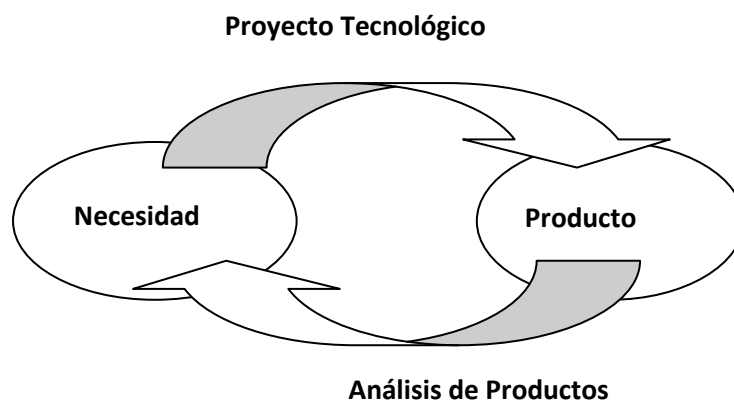 Proyecto Tecnológico
Necesidad
Producto
Análisis de Productos